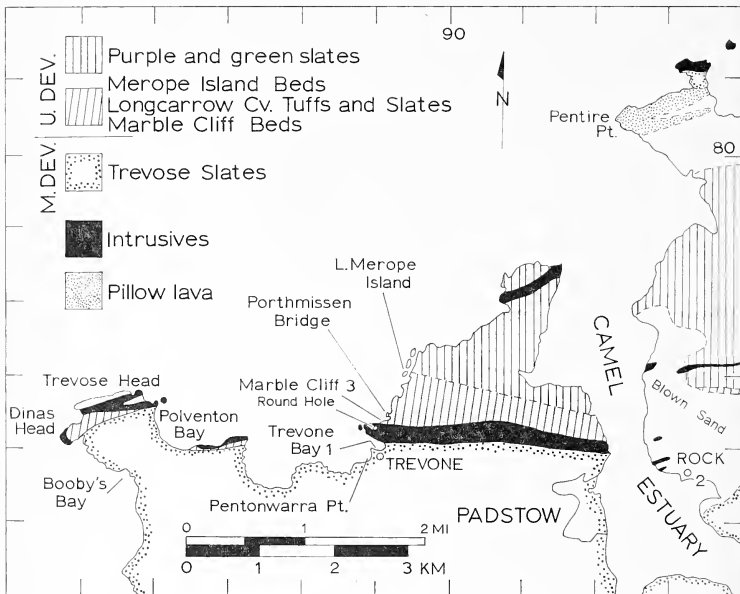 90
U. DEV.
M. DEV.
Purple and green slates
Merope Island Beds
Longcarrow Cv. Tuffs and Slates
Marble Cliff Beds
Trevose Slates
Intrusives
Pillow lava
N
Pentire
Pt.
80
L. Merope
Island
Porthmissen
Bridge
CAMEL
Trevose Head
Dinas
Head
Polventon
Bay
Marble Cliff 3
Round Hole
Trevone
Bay 1
TREVONE
Blown Sand
Booby's
Bay
Pentonwarra Pt.
PADSTOW
ROCK
2
ESTUARY
0 1 2 MI
0 1 2 3 KM